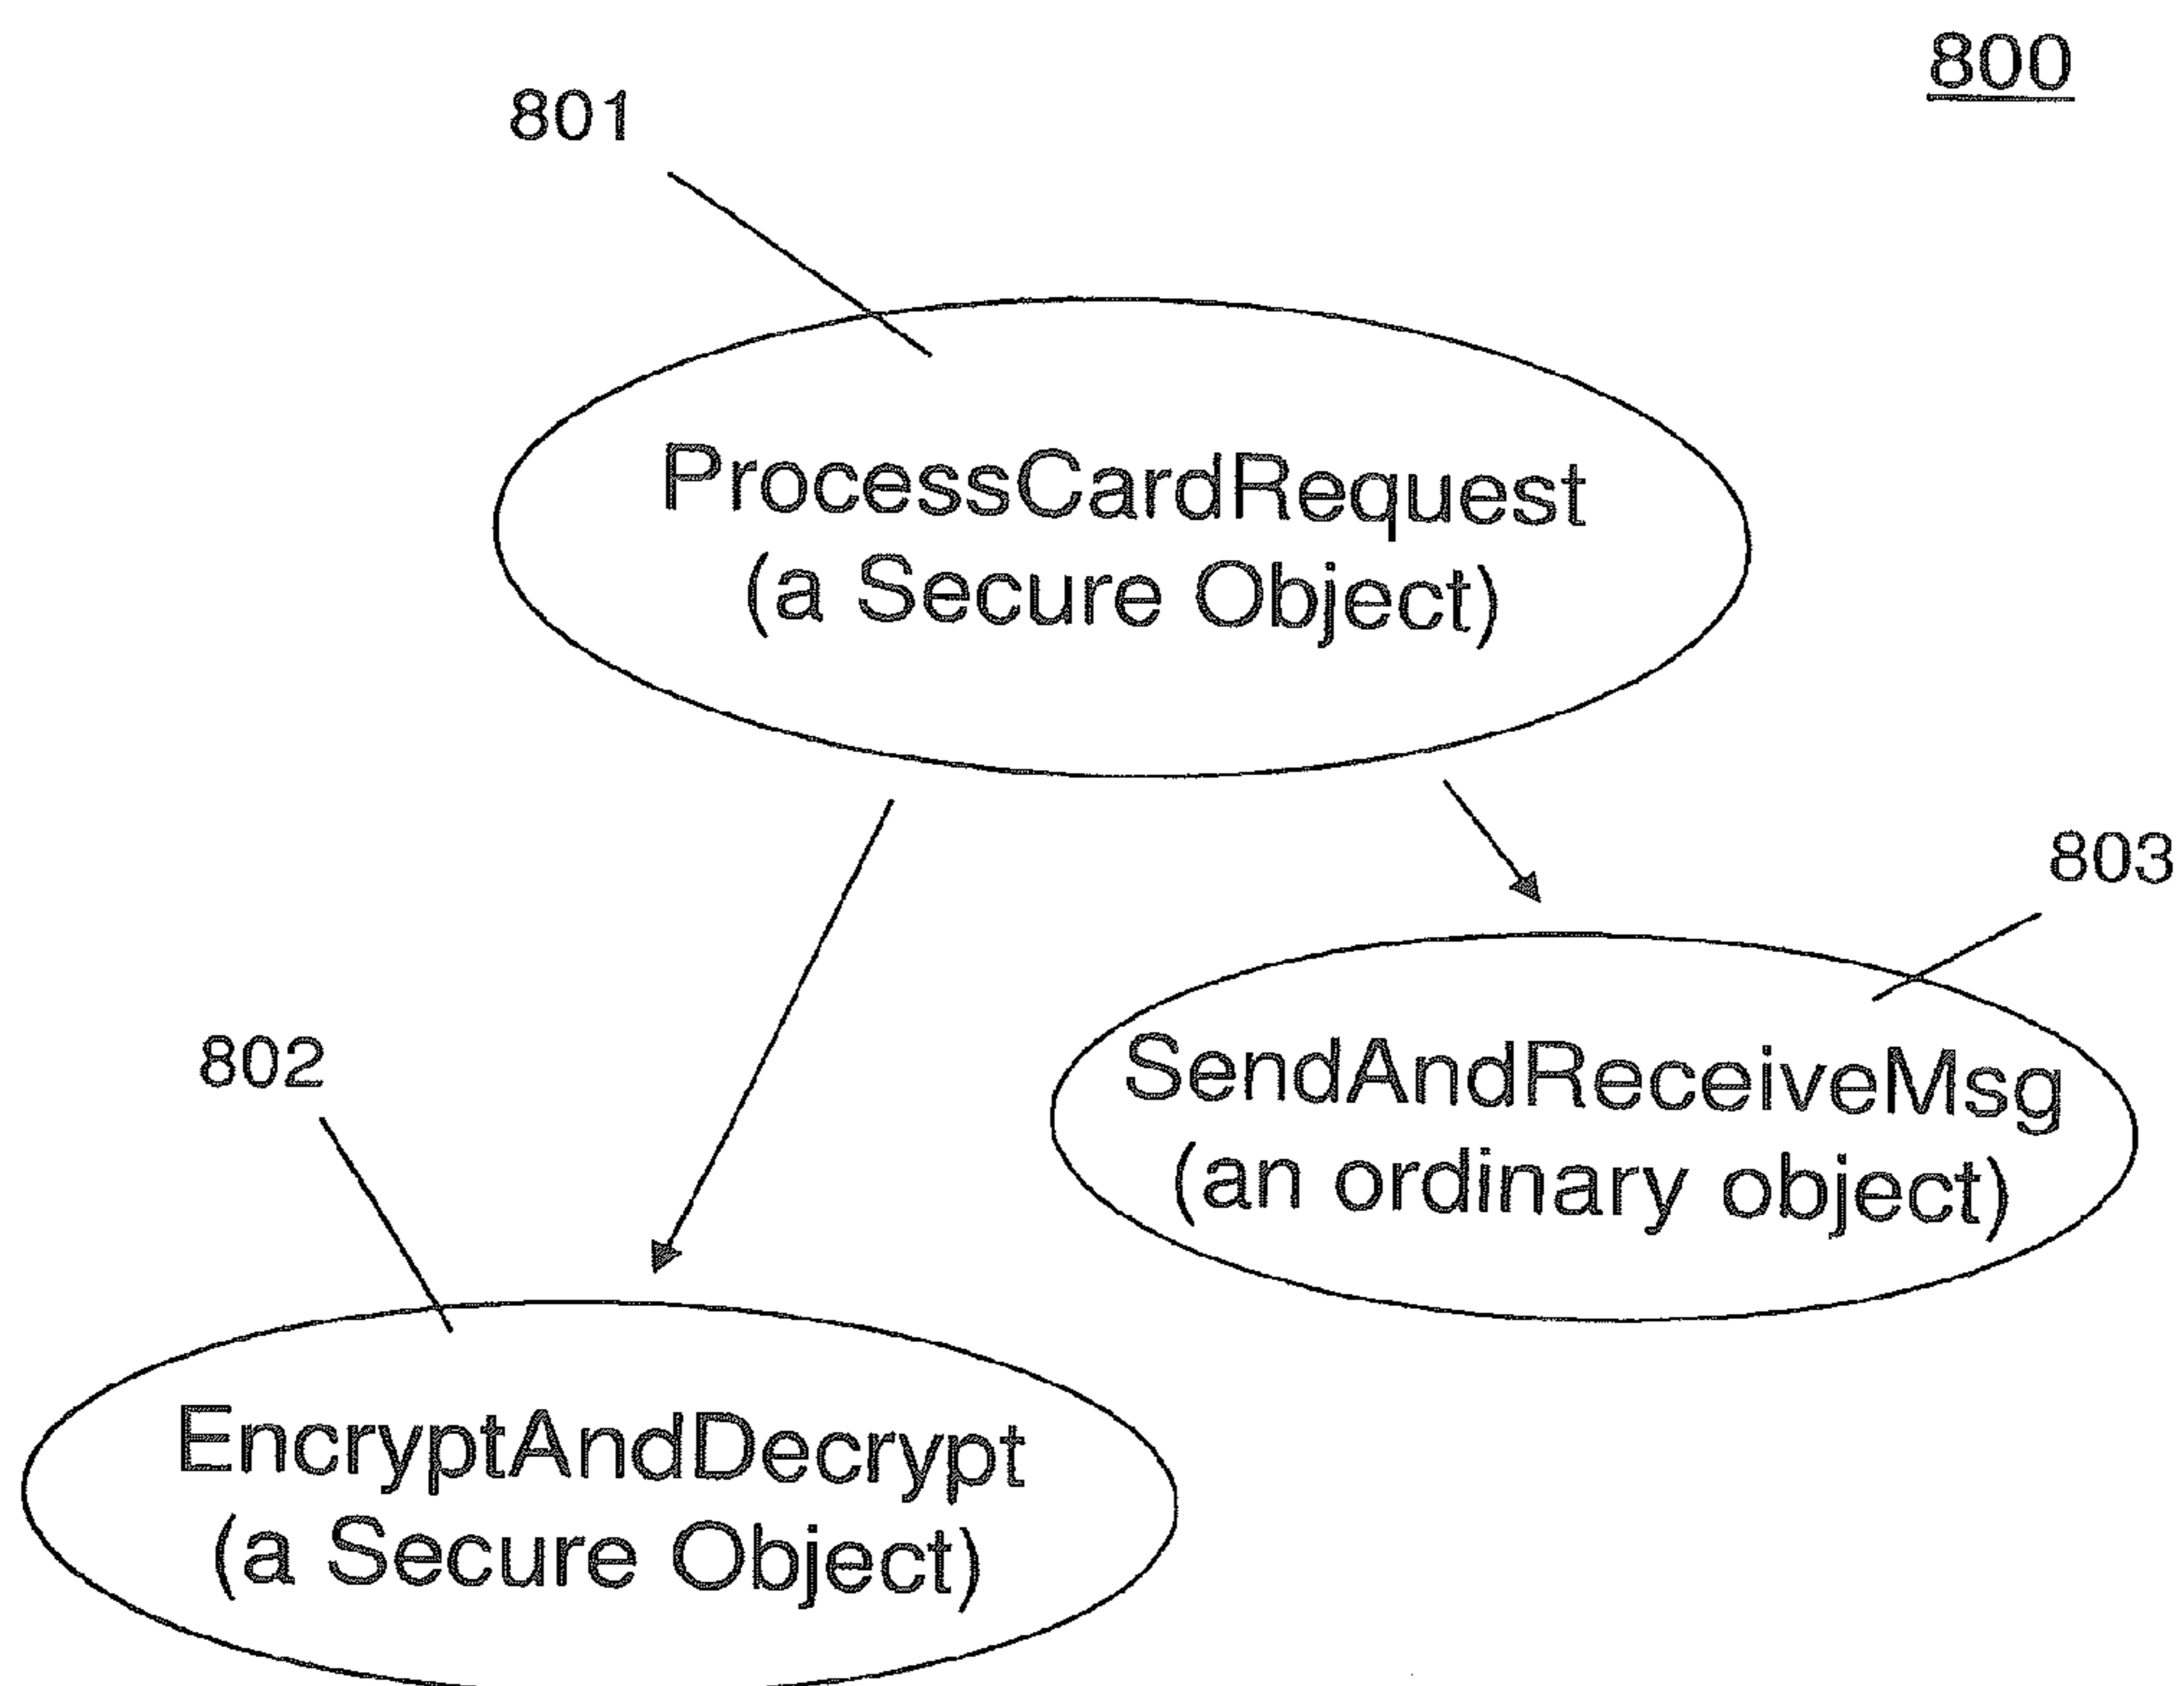 800
801
ProcessCardRequest
(a Secure Object)
803
SendAndReceiveMsg
(an ordinary object)
802
EncryptAndDecrypt
(a Secure Object)